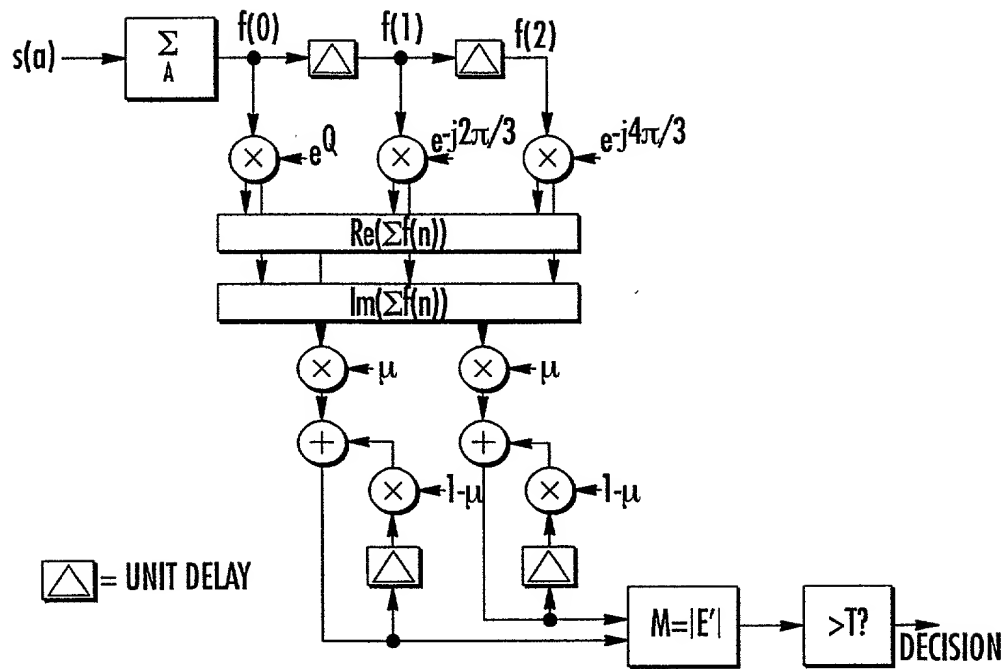 s(a)
Σ
A
f(0)
f(1)
f(2)
e^Q
e^-j2π/3
e^-j4π/3
Re(Σf(n))
Im(Σf(n))
μ
μ
1-μ
1-μ
= UNIT DELAY
M=|E'|
>T?
DECISION